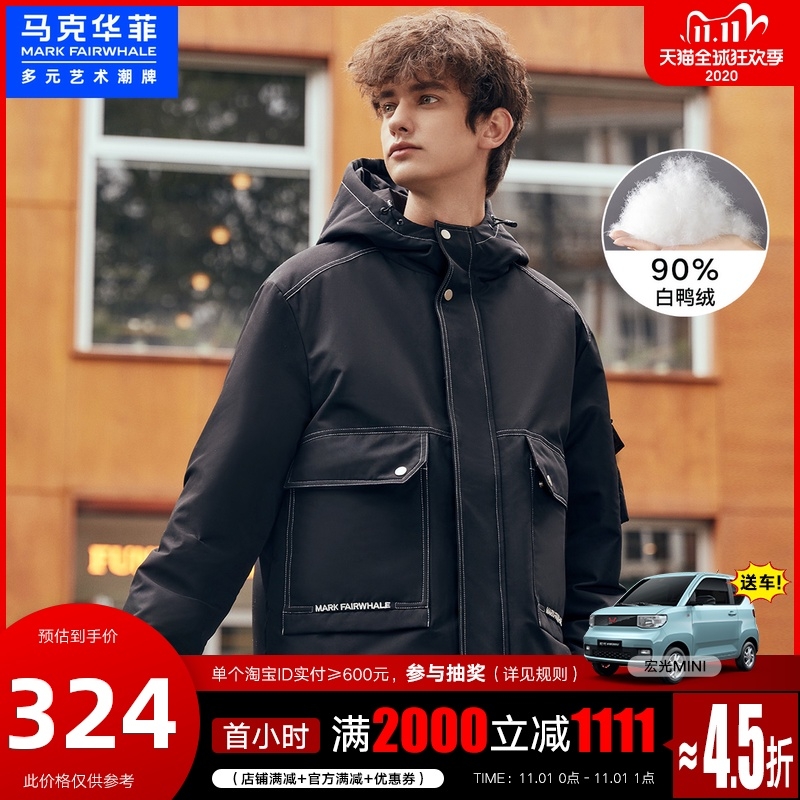 马克华菲
MARK FAIRWHALE
多元艺术潮牌
11.11
天猫全球狂欢季
2020
90%
白鸭绒
MARK FAIRWHALE
送车!
宏光MINI
预估到手价
324
此价格仅供参考
单个淘宝ID实付≥600元，参与抽奖（详见规则）
首小时 满2000立减1111
≈4.5折
（店铺满减+官方满减+优惠券） TIME：11.01 0点 - 11.01 1点